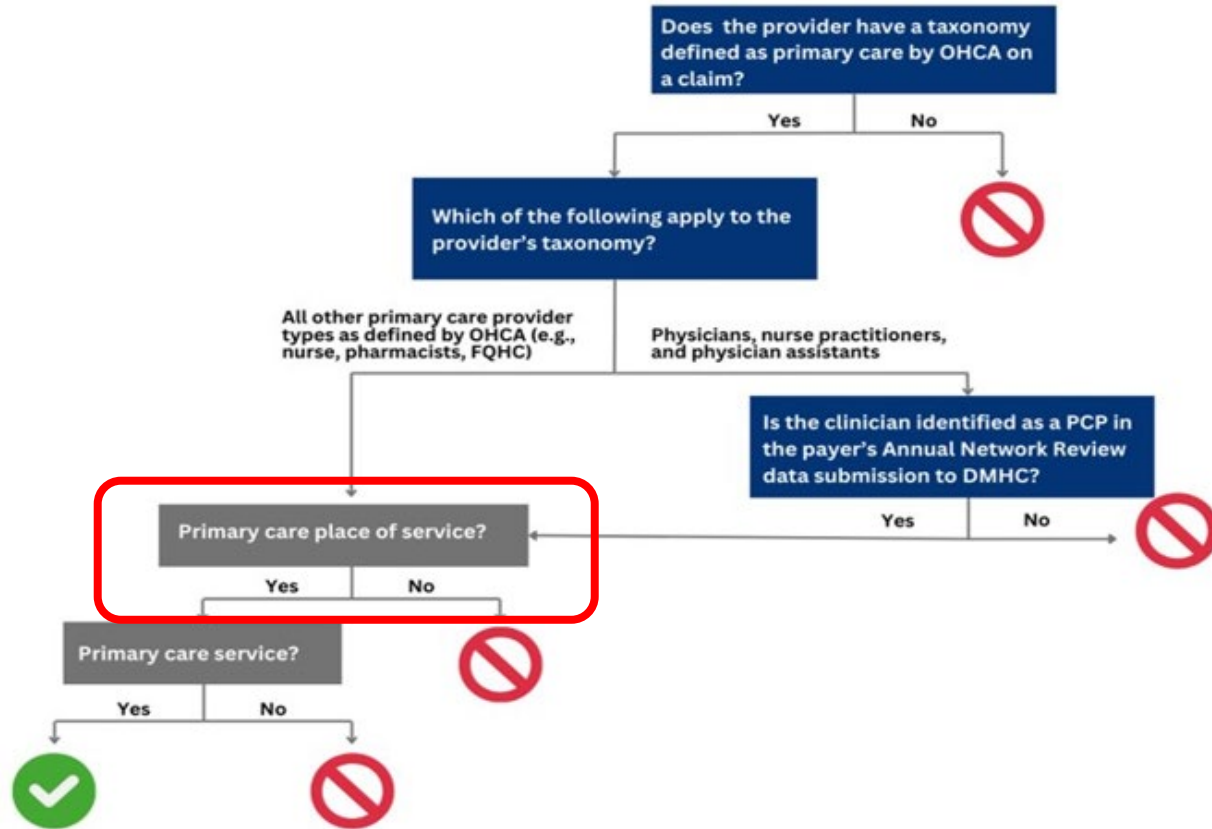 Does the provider have a taxonomy
defined as primary care by OHCA on
a claim?
Yes
No
Which of the following apply to the
provider’s taxonomy?
All other primary care provider
types as defined by OHCA (e.g.,
nurse, pharmacists, FQHC)
Physicians, nurse practitioners,
and physician assistants
Is the clinician identified as a PCP in
the payer’s Annual Network Review
data submission to DMHC?
Yes
No
Primary care place of service?
Yes
No
Primary care service?
Yes
No